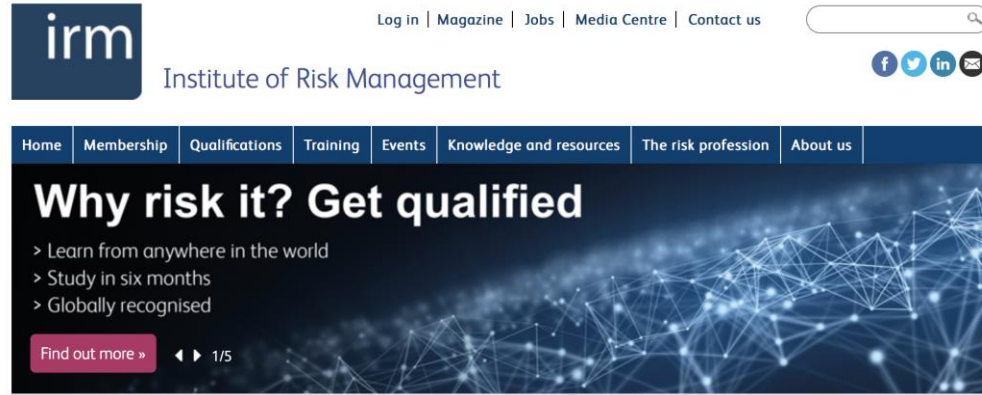 irm
Log in | Magazine | Jobs | Media Centre | Contact us
Institute of Risk Management
Home | Membership | Qualifications | Training | Events | Knowledge and resources | The risk profession | About us
Why risk it? Get qualified
> Learn from anywhere in the world
> Study in six months
> Globally recognised
Find out more » 1/5